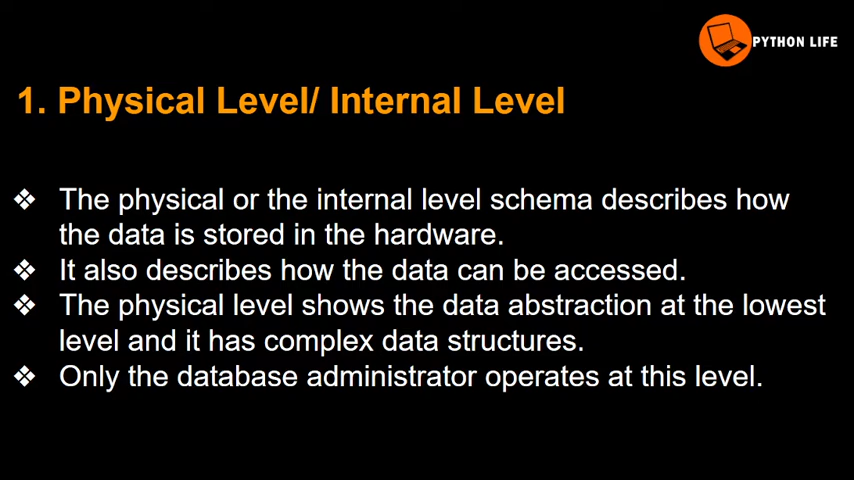 PYTHON LIFE
1. Physical Level/ Internal Level
❖ The physical or the internal level schema describes how
the data is stored in the hardware.
❖ It also describes how the data can be accessed.
❖ The physical level shows the data abstraction at the lowest
level and it has complex data structures.
❖ Only the database administrator operates at this level.